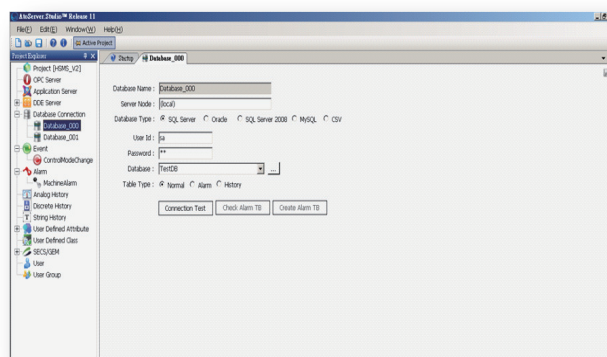 AtoServer.Studio™ Release 11
File(F) Edit(E) Window(W) Help(H)
Active Project
Project Explorer
Startup Database_000
Project [HSMS_V2]
OPC Server
Application Server
DDE Server
Database Connection
Database_000
Database_001
Event
ControlModeChange
Alarm
MachineAlarm
Analog History
Discrete History
String History
User Defined Attribute
User Defined Class
SECS/GEM
User
User Group
Database Name : Database_000
Server Node : (local)
Database Type : SQL Server Oracle SQL Server 2008 MySQL CSV
User Id : sa
Password : **
Database : TestDB ...
Table Type : Normal Alarm History
Connection Test Check Alarm TB Create Alarm TB